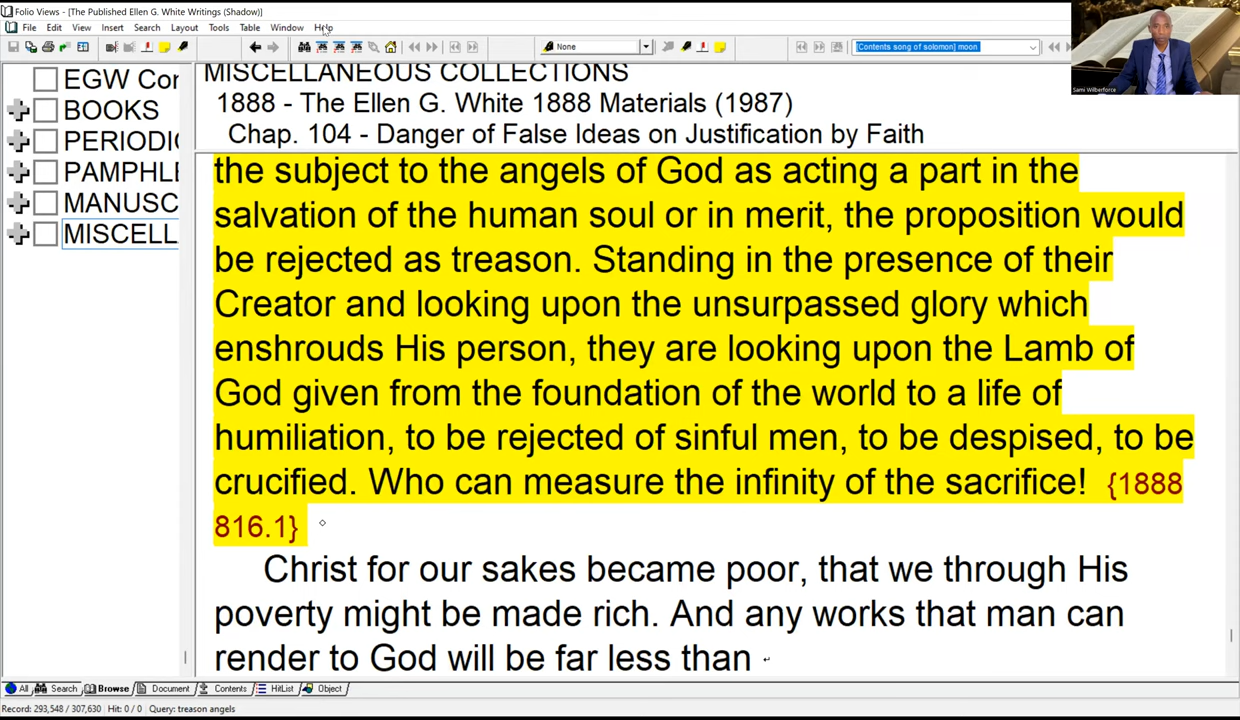 Folio Views - [The Published Ellen G. White Writings (Shadow)]
File Edit View Insert Search Layout Tools Table Window Help
None
[Contents song of solomon] moon
Sami Wilberforce
EGW Cor
BOOKS
PERIODIC
PAMPHLE
MANUSC
MISCELL
MISCELLANEOUS COLLECTIONS
1888 - The Ellen G. White 1888 Materials (1987)
Chap. 104 - Danger of False Ideas on Justification by Faith
the subject to the angels of God as acting a part in the
salvation of the human soul or in merit, the proposition would
be rejected as treason. Standing in the presence of their
Creator and looking upon the unsurpassed glory which
enshrouds His person, they are looking upon the Lamb of
God given from the foundation of the world to a life of
humiliation, to be rejected of sinful men, to be despised, to be
crucified. Who can measure the infinity of the sacrifice! {1888
816.1}
Christ for our sakes became poor, that we through His
poverty might be made rich. And any works that man can
render to God will be far less than
All Search Browse Document Contents HitList Object
Record: 293,548 / 307,630 Hit: 0 / 0 Query: treason angels